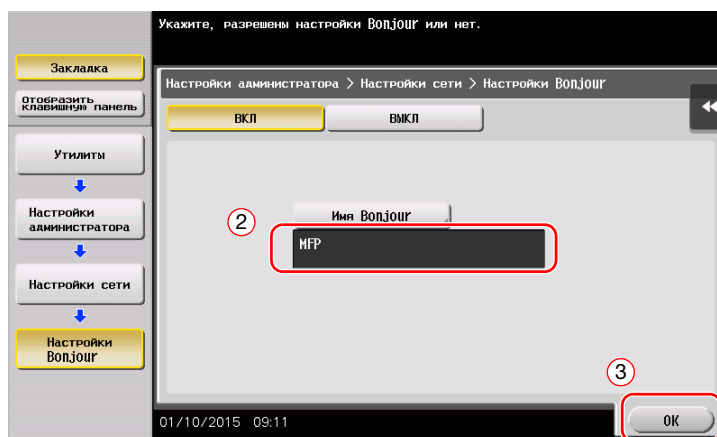 Укажите, разрешены настройки Bonjour или нет.
Закладка
Отобразить
клавишную панель
Утилиты
Настройки
администратора
Настройки сети
Настройки
Bonjour
Настройки администратора > Настройки сети > Настройки Bonjour
ВКЛ
ВЫКЛ
2
Имя Bonjour
MFP
3
01/10/2015 09:11
OK